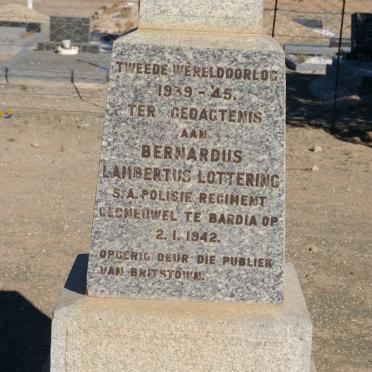 TWEEDE WÊRELDOORLOG
1939 - 45.
TER GEDAGTENIS
AAN
BERNARDUS
LAMBERTUS LOTTERING
S.A. POLISIE REGIMENT
GESNEUWEL TE BARDIA OP
2.1.1942.
OPGERIG DEUR DIE PUBLIEK
VAN BRITSTOWN.